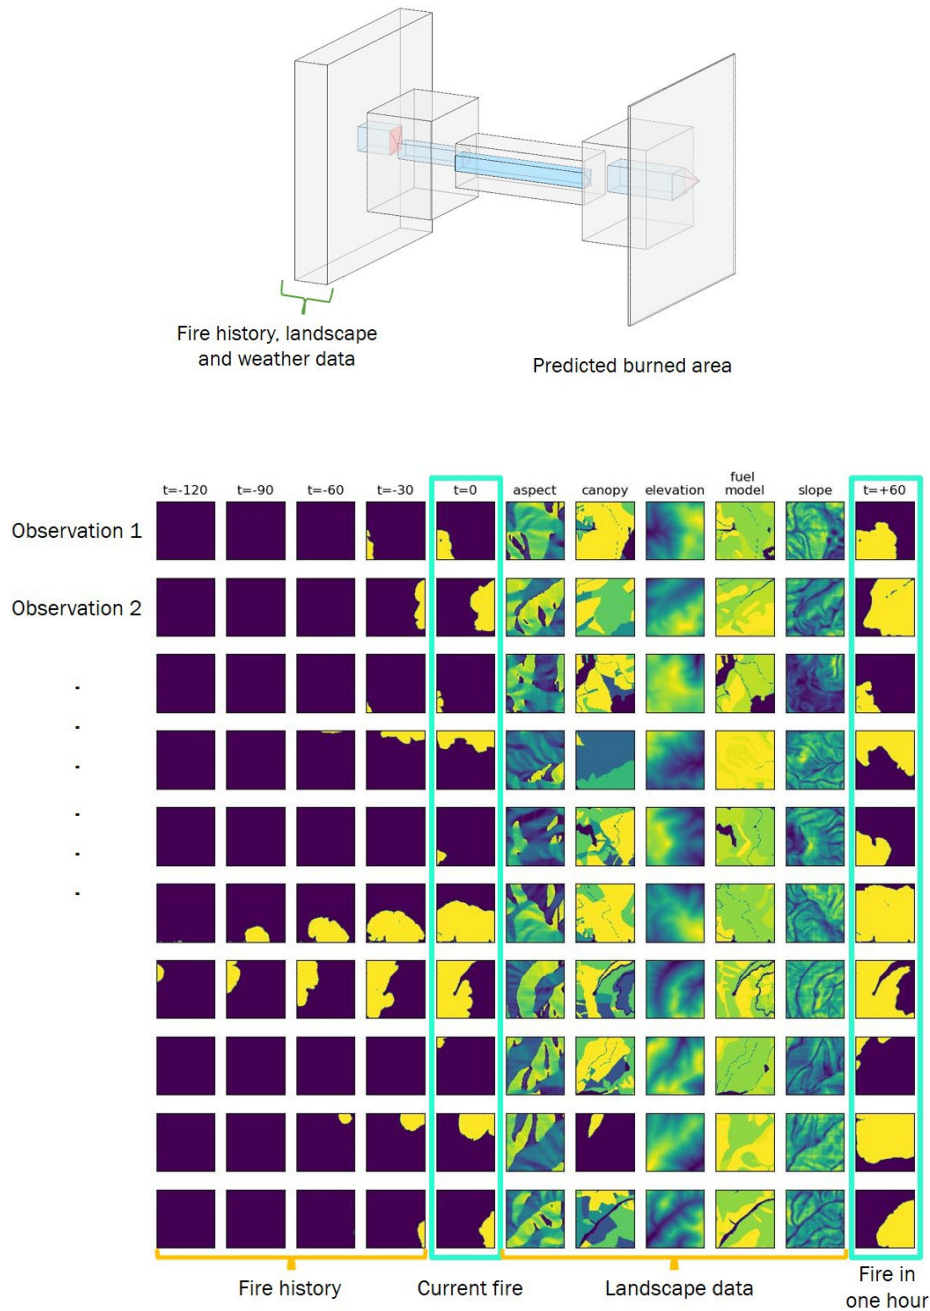 Fire history, landscape
and weather data
Predicted burned area
t=-120 t=-90 t=-60 t=-30 t=0 aspect canopy elevation fuel model slope t=+60
Observation 1
Observation 2
Fire history
Current fire
Landscape data
Fire in
one hour